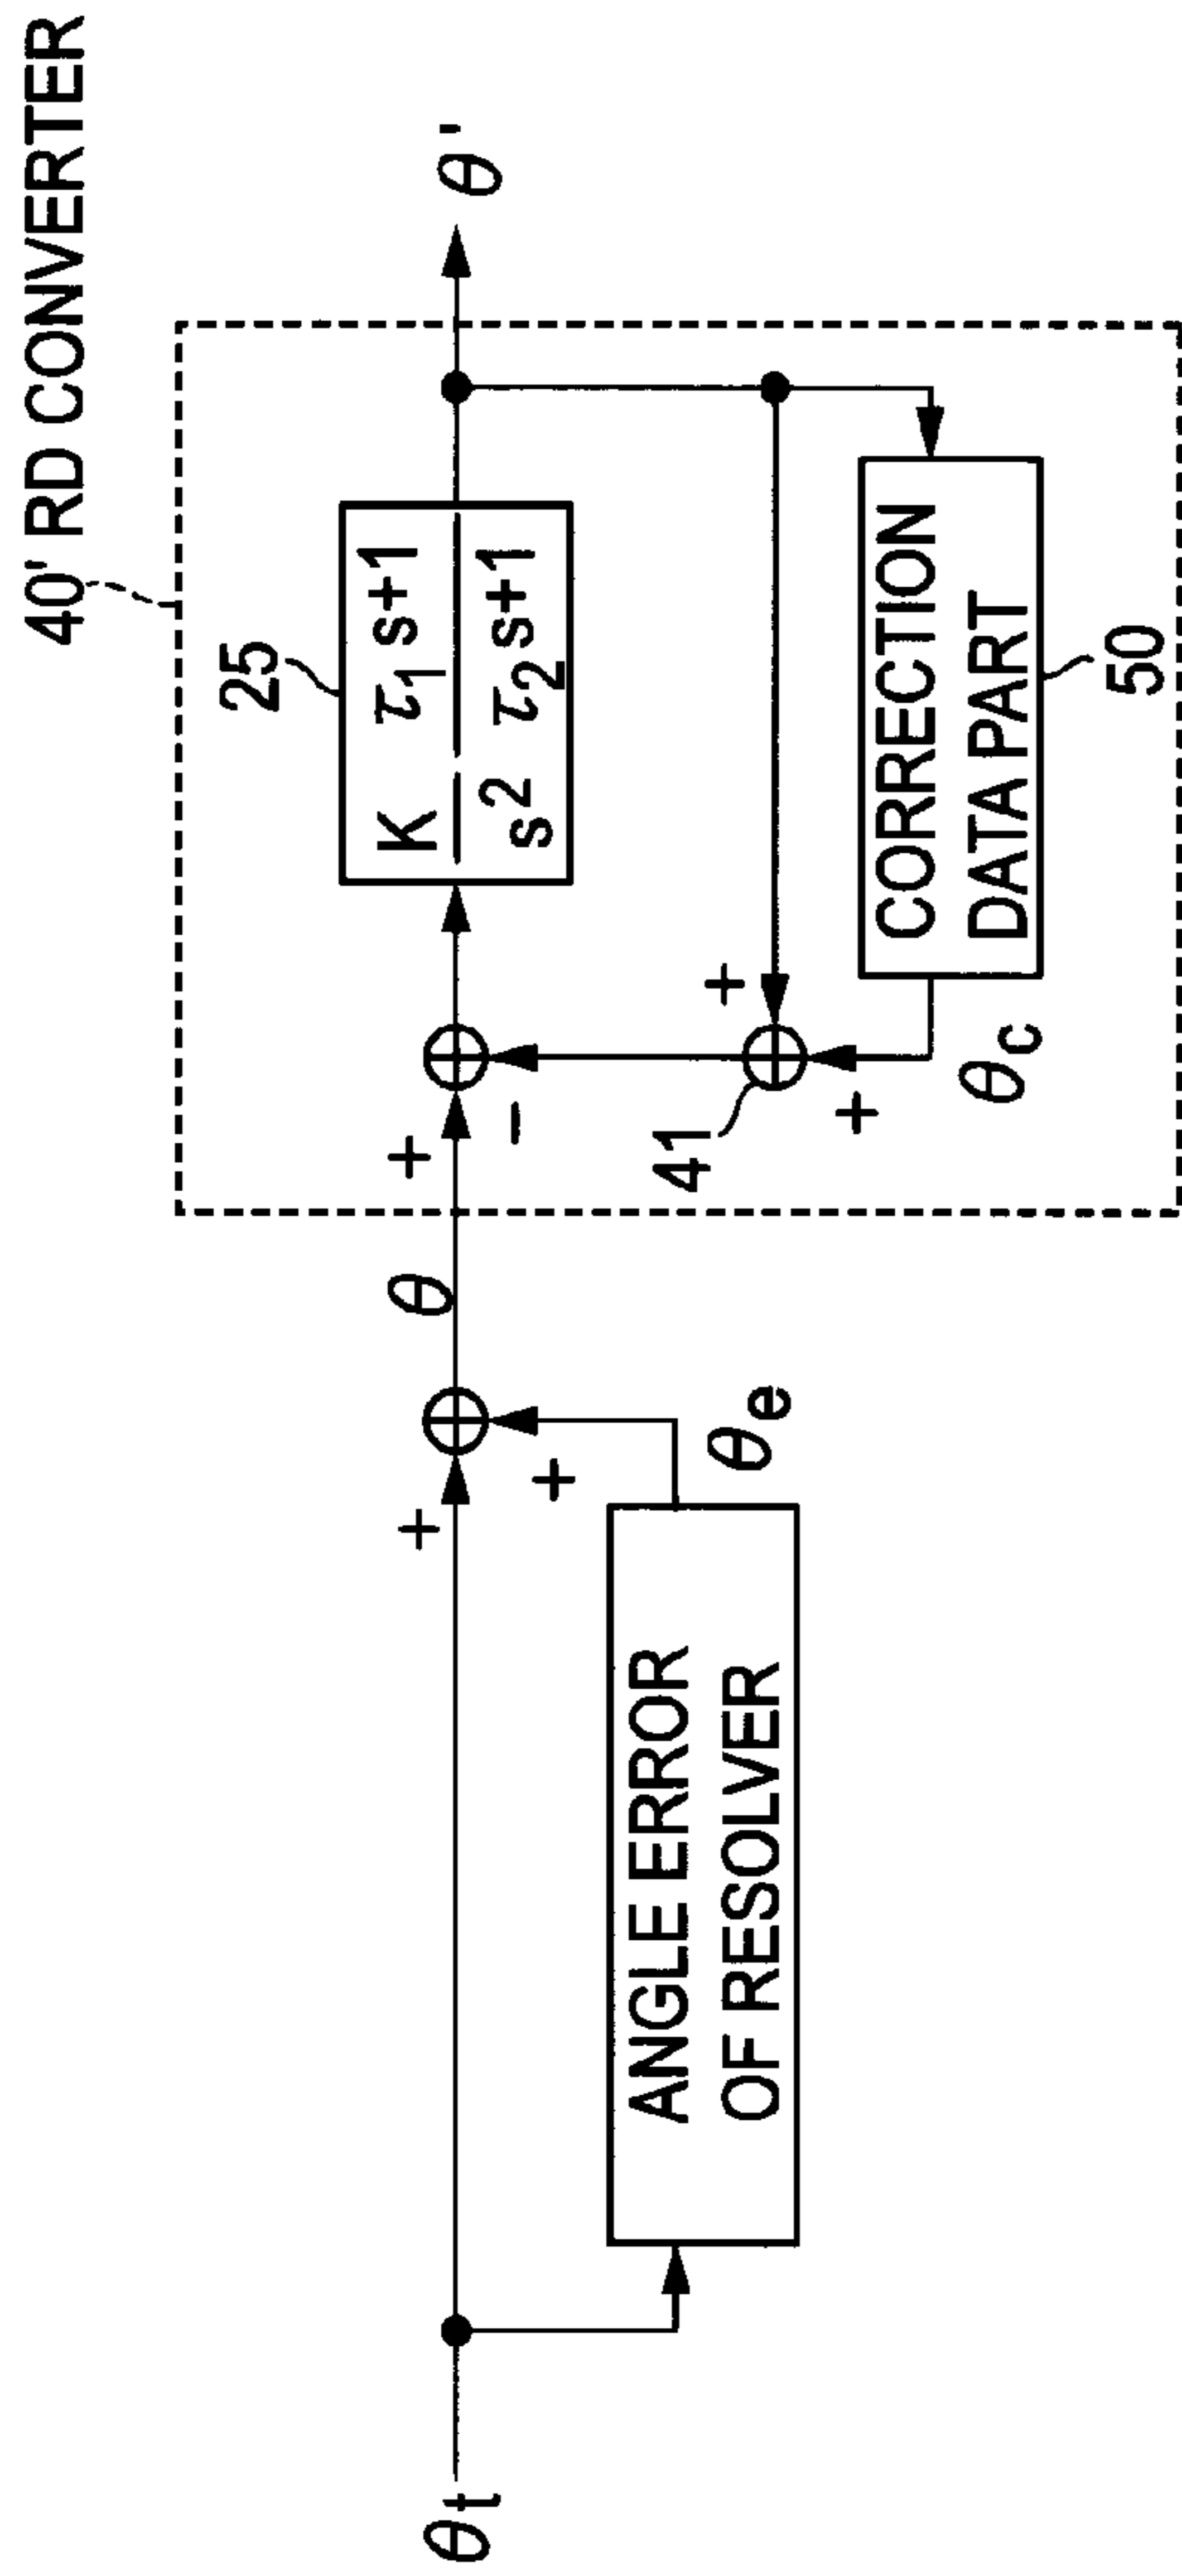 40' RD CONVERTER
25
K τ₁s+1
s² τ₂s+1
θ'
θt
+
+
θ
+
−
41
+
+
θe
θc
ANGLE ERROR
OF RESOLVER
CORRECTION
DATA PART
50